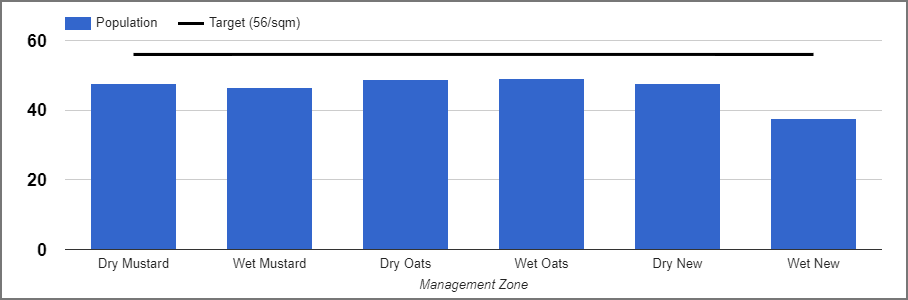 Population Target (56/sqm)
60
40
20
0
Dry Mustard Wet Mustard Dry Oats Wet Oats Dry New Wet New
Management Zone